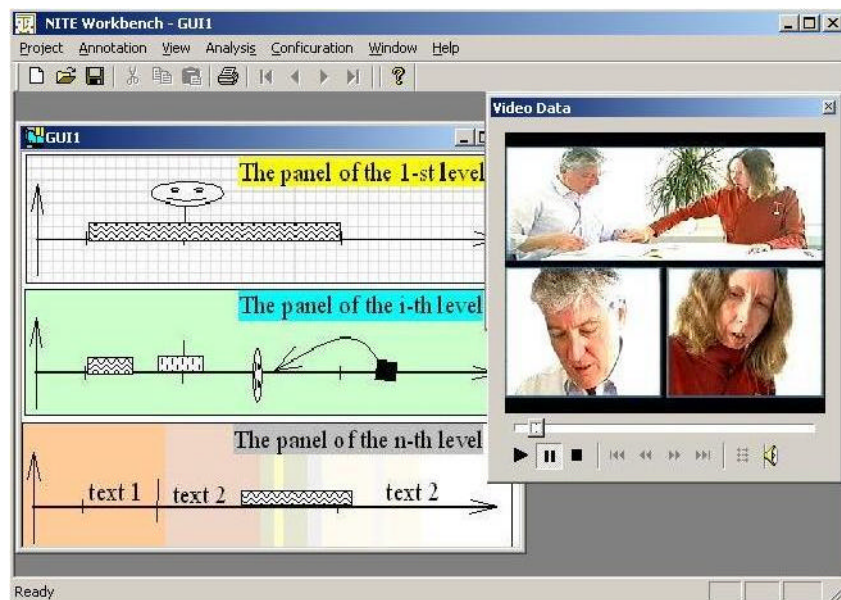 NITE Workbench - GUI1
Project Annotation View Analysis Conficuration Window Help
GUI1
The panel of the 1-st level
The panel of the i-th level
The panel of the n-th level
text 1 text 2 text 2
Video Data
Ready